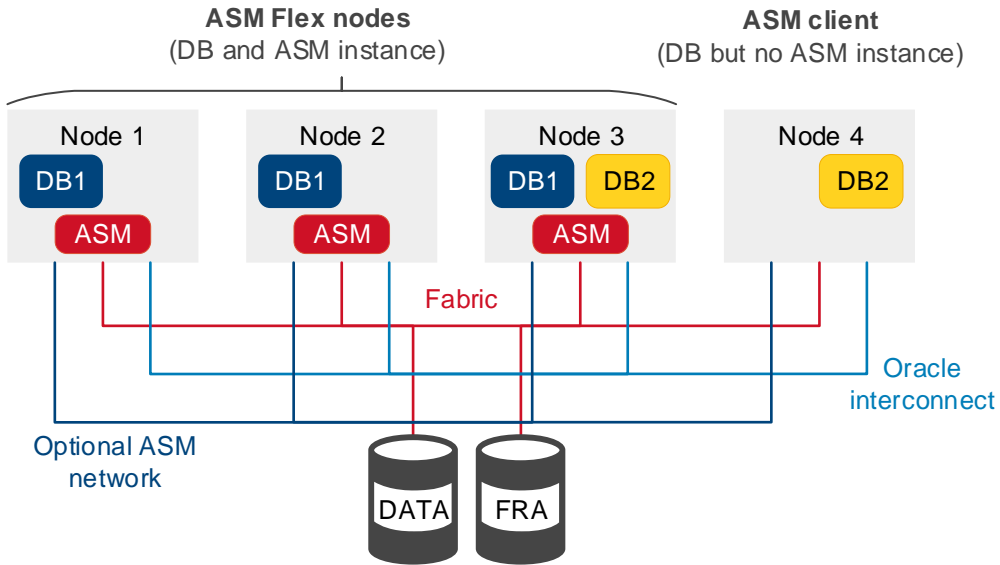 ASM Flex nodes
(DB and ASM instance)
ASM client
(DB but no ASM instance)
Node 1
Node 2
Node 3
Node 4
DB1
DB1
DB1
DB2
DB2
ASM
ASM
ASM
Fabric
Oracle
interconnect
Optional ASM
network
DATA
FRA